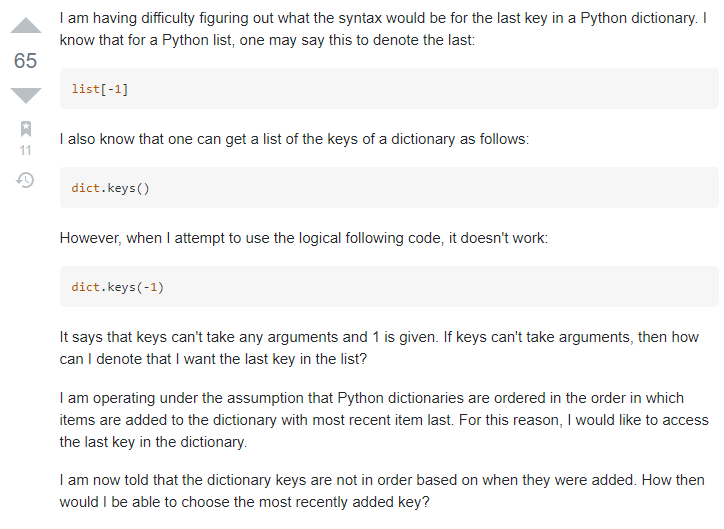 I am having difficulty figuring out what the syntax would be for the last key in a Python dictionary. I
know that for a Python list, one may say this to denote the last:
65
list[-1]
11
I also know that one can get a list of the keys of a dictionary as follows:
dict.keys()
However, when I attempt to use the logical following code, it doesn't work:
dict.keys(-1)
It says that keys can't take any arguments and 1 is given. If keys can't take arguments, then how
can I denote that I want the last key in the list?
I am operating under the assumption that Python dictionaries are ordered in the order in which
items are added to the dictionary with most recent item last. For this reason, I would like to access
the last key in the dictionary.
I am now told that the dictionary keys are not in order based on when they were added. How then
would I be able to choose the most recently added key?